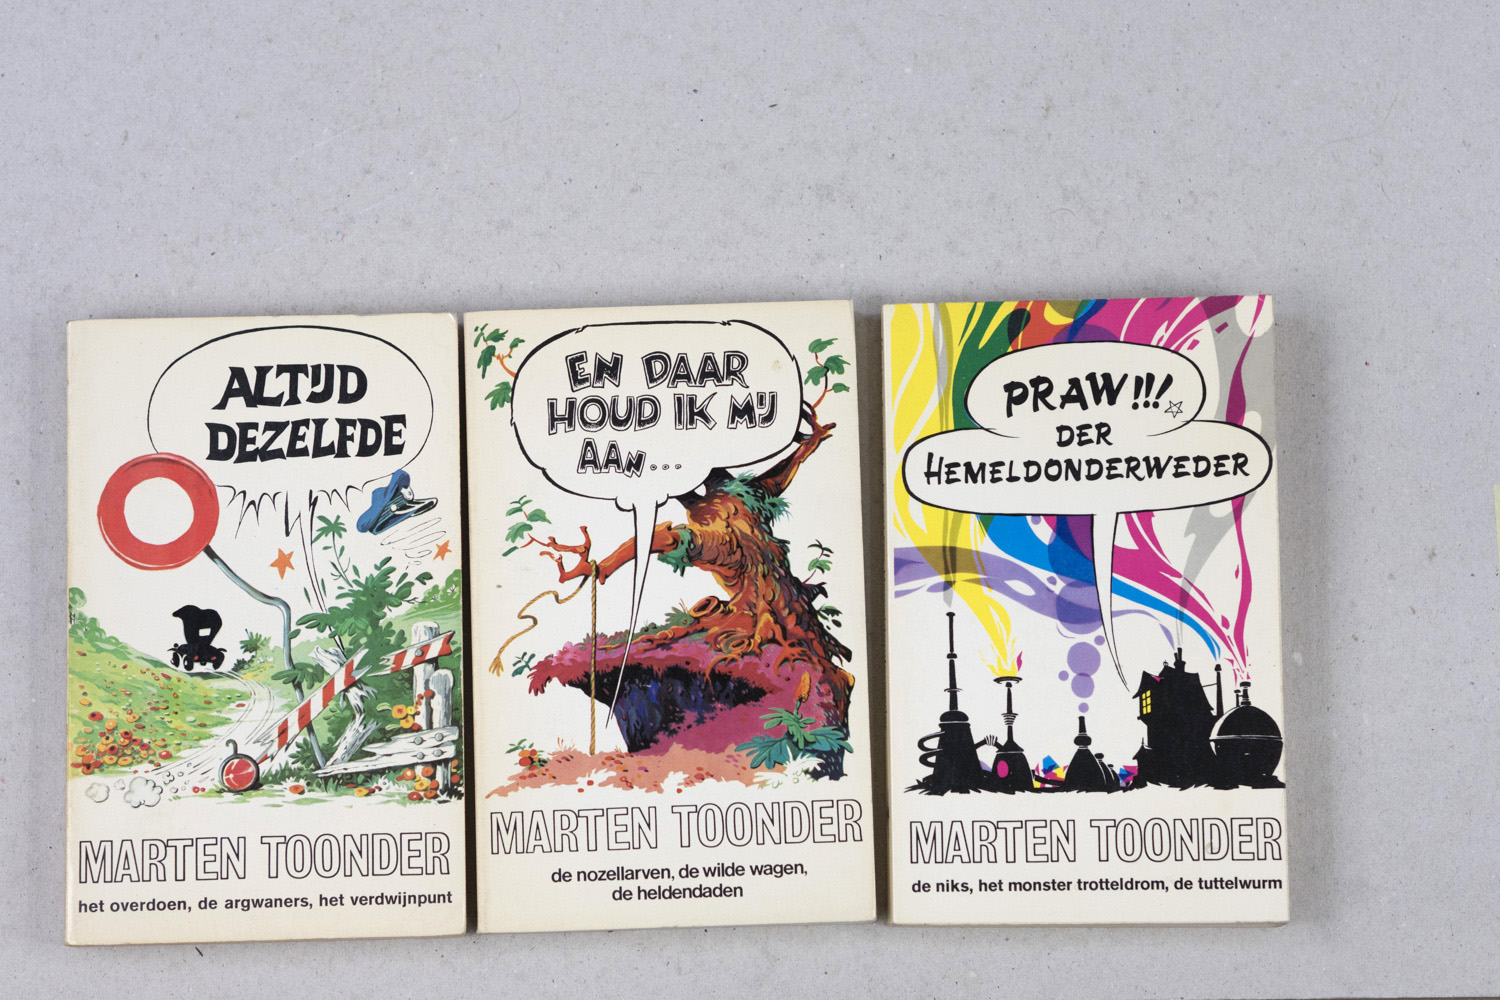 ALTIJD
DEZELFDE
MARTEN TOONDER
het overdoen, de argwaners, het verdwijnpunt
EN DAAR
HOUD IK MIJ
AAN...
MARTEN TOONDER
de nozellarven, de wilde wagen,
de heldendaden
PRAW!!!
DER
HEMELDONDERWEDER
MARTEN TOONDER
de niks, het monster trotteldrom, de tuttelwurm